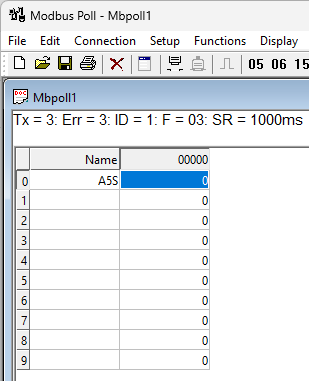 Modbus Poll - Mbpoll1
File Edit Connection Setup Functions Display
05 06 15
DOC Mbpoll1
Tx = 3: Err = 3: ID = 1: F = 03: SR = 1000ms
Name 00000
0 A5S 0
1 0
2 0
3 0
4 0
5 0
6 0
7 0
8 0
9 0